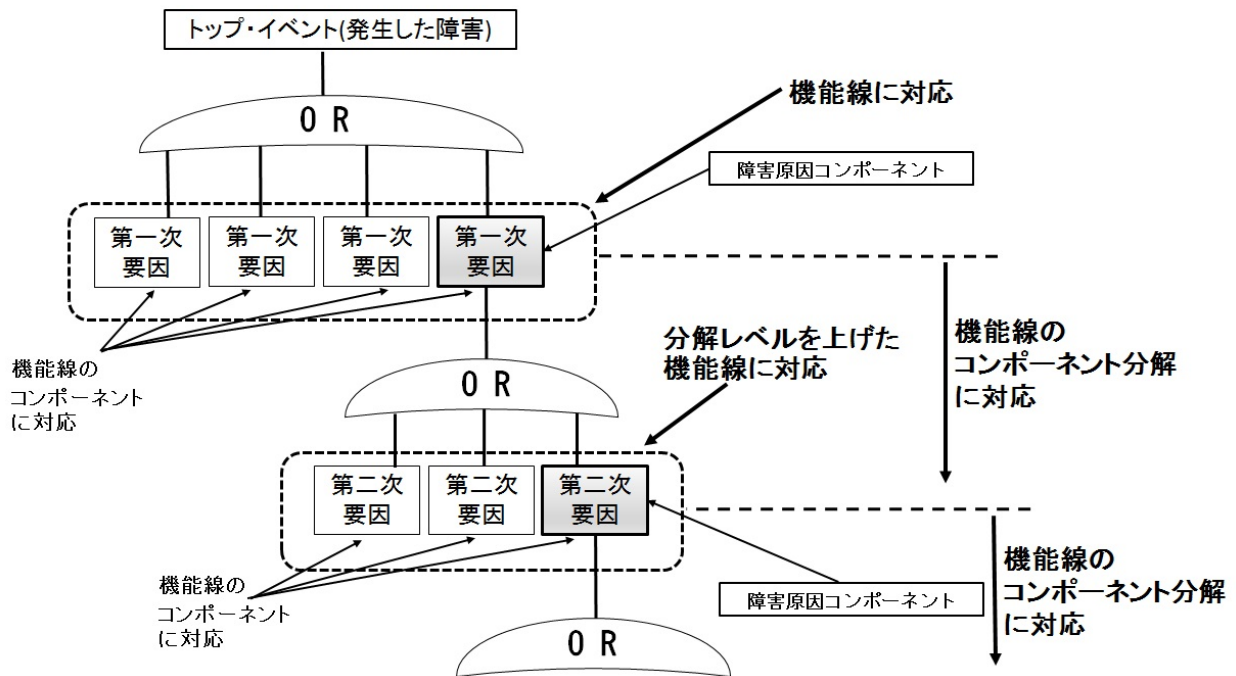 トップ・イベント(発生した障害)
OR
機能線に対応
障害原因コンポーネント
第一次
要因
第一次
要因
第一次
要因
第一次
要因
機能線の
コンポーネント
に対応
分解レベルを上げた
機能線に対応
機能線の
コンポーネント分解
に対応
OR
第二次
要因
第二次
要因
第二次
要因
機能線の
コンポーネント
に対応
障害原因コンポーネント
機能線の
コンポーネント分解
に対応
OR